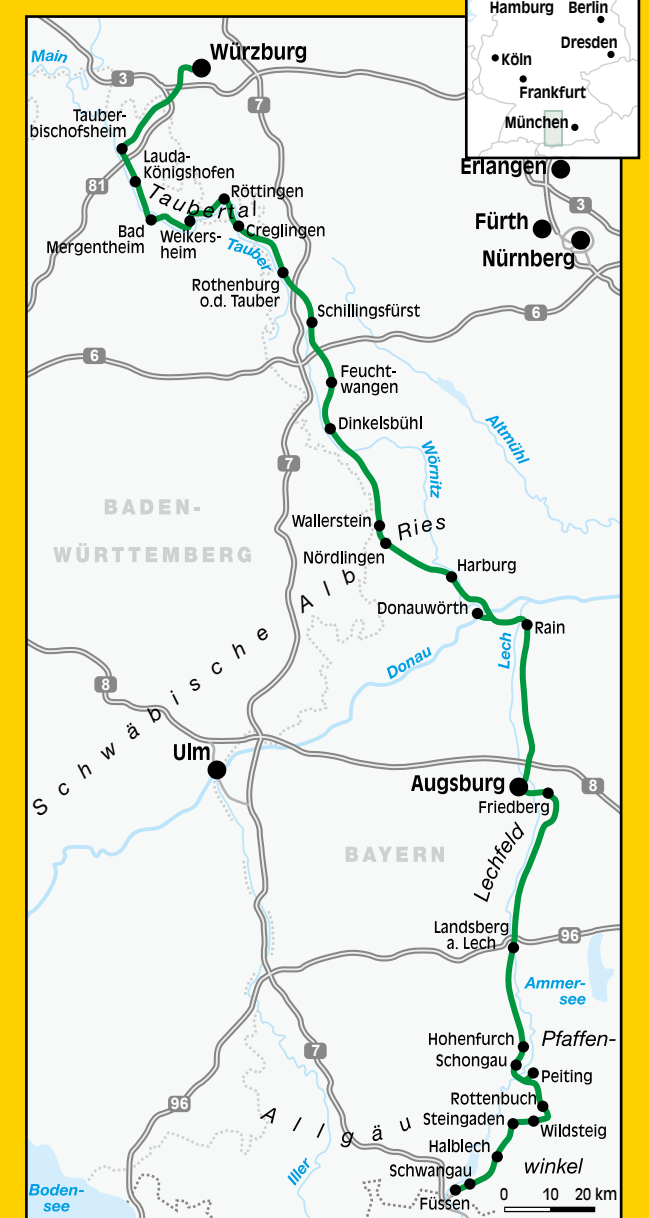 Hamburg
Berlin
Dresden
Köln
Frankfurt
München
Main
Würzburg
3
7
Tauber-
bischofsheim
Lauda-
Königshofen
81
Taubertal
Röttingen
Erlangen
3
Fürth
Nürnberg
Bad
Mergentheim
Weikers-
heim
Creglingen
Tauber
Rothenburg
o.d. Tauber
Schillingsfürst
6
6
Feucht-
wangen
Dinkelsbühl
Altmühl
Wörnitz
7
BADEN-
WÜRTTEMBERG
Wallerstein
Ries
Nördlingen
Harburg
Donauwörth
Rain
Schwäbische Alb
Donau
Lech
8
Ulm
Augsburg
8
Friedberg
BAYERN
Lechfeld
Landsberg
a. Lech
96
Ammer-
see
Hohenfurch
Pfaffen-
Schongau
Peiting
7
96
Rottenbuch
Allgäu
Steingaden
Wildsteig
Halblech
winkel
Schwangau
Iller
Füssen
Boden-
see
0 10 20 km